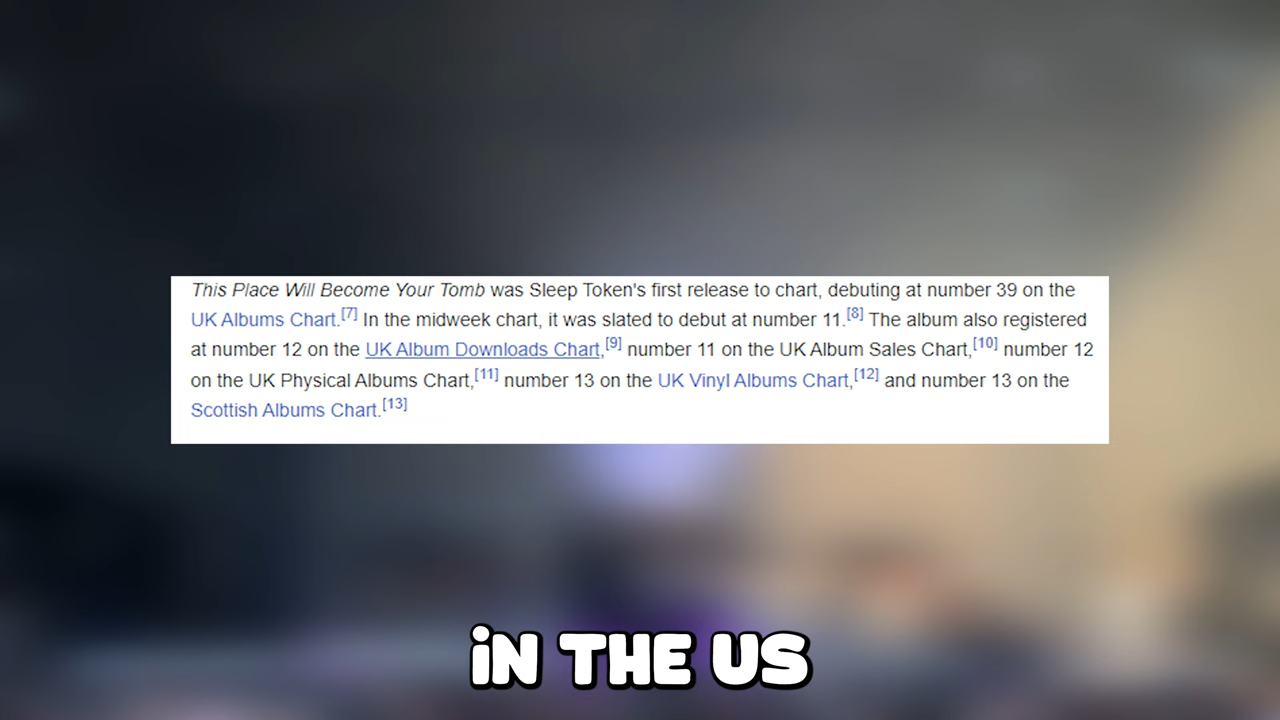 This Place Will Become Your Tomb was Sleep Token's first release to chart, debuting at number 39 on the
UK Albums Chart.[7] In the midweek chart, it was slated to debut at number 11.[8] The album also registered
at number 12 on the UK Album Downloads Chart,[9] number 11 on the UK Album Sales Chart,[10] number 12
on the UK Physical Albums Chart,[11] number 13 on the UK Vinyl Albums Chart,[12] and number 13 on the
Scottish Albums Chart.[13]
iN THE US